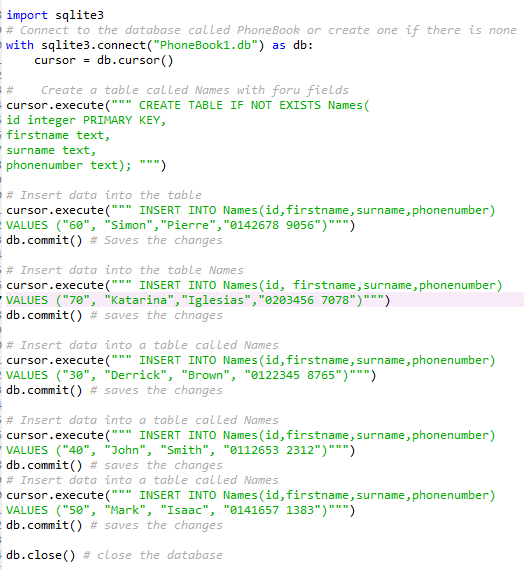 import sqlite3
# Connect to the database called PhoneBook or create one if there is none
with sqlite3.connect("PhoneBook1.db") as db:
    cursor = db.cursor()

#    Create a table called Names with foru fields
cursor.execute(""" CREATE TABLE IF NOT EXISTS Names(
id integer PRIMARY KEY,
firstname text,
surname text,
phonenumber text); """)

# Insert data into the table
cursor.execute(""" INSERT INTO Names(id,firstname,surname,phonenumber)
VALUES ("60", "Simon","Pierre","0142678 9056")""")
db.commit() # Saves the changes

# Insert data into the table Names
cursor.execute(""" INSERT INTO Names(id, firstname,surname,phonenumber)
VALUES ("70", "Katarina","Iglesias","0203456 7078")""")
db.commit() # saves the chnages

# Insert data into a table called Names
cursor.execute(""" INSERT INTO Names(id,firstname,surname,phonenumber)
VALUES ("30", "Derrick", "Brown", "0122345 8765")""")
db.commit() # saves the changes

# Insert data into a table called Names
cursor.execute(""" INSERT INTO Names(id,firstname,surname,phonenumber)
VALUES ("40", "John", "Smith", "0112653 2312")""")
db.commit() # saves the changes
# Insert data into a table called Names
cursor.execute(""" INSERT INTO Names(id,firstname,surname,phonenumber)
VALUES ("50", "Mark", "Isaac", "0141657 1383")""")
db.commit() # saves the changes

db.close() # close the database